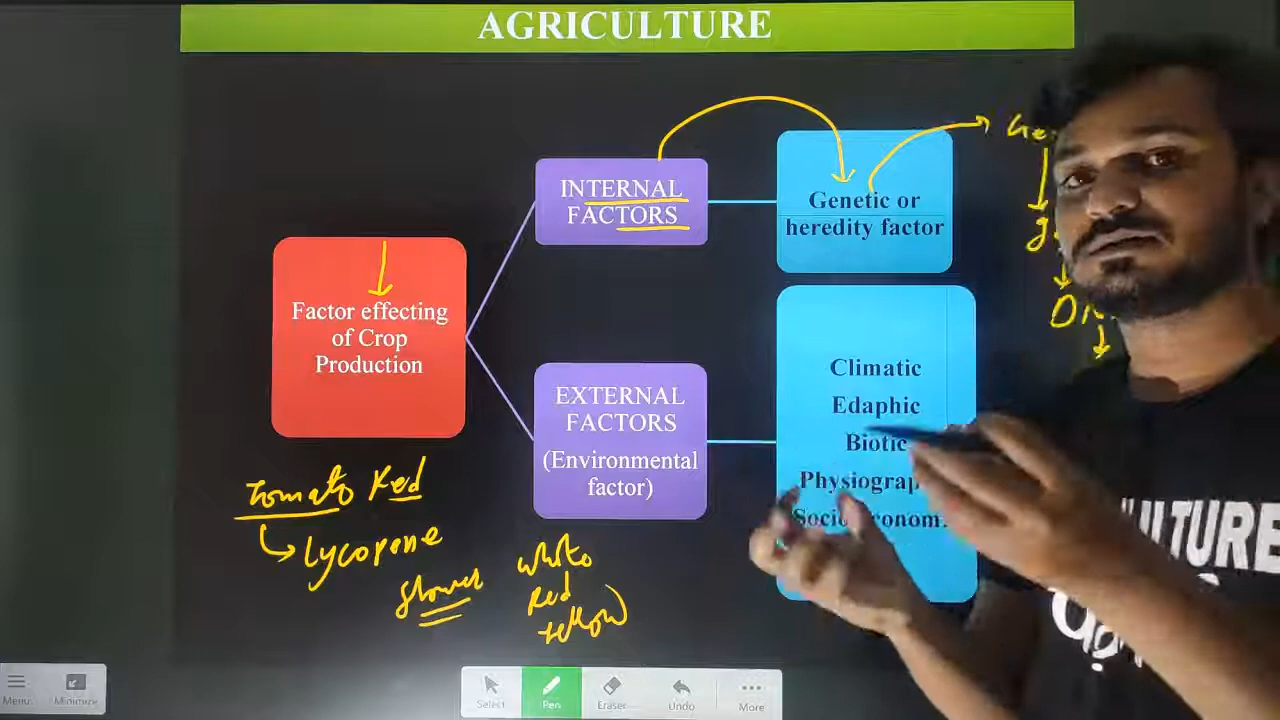 AGRICULTURE
INTERNAL
FACTORS
Genetic or
heredity factor
Factor effecting
of Crop
Production
EXTERNAL
FACTORS
(Environmental
factor)
Climatic
Edaphic
Biotic
Tomato Red
Lycopene
white
Red
Yellow
Menu
Minimize
Select
Pen
Eraser
Undo
More